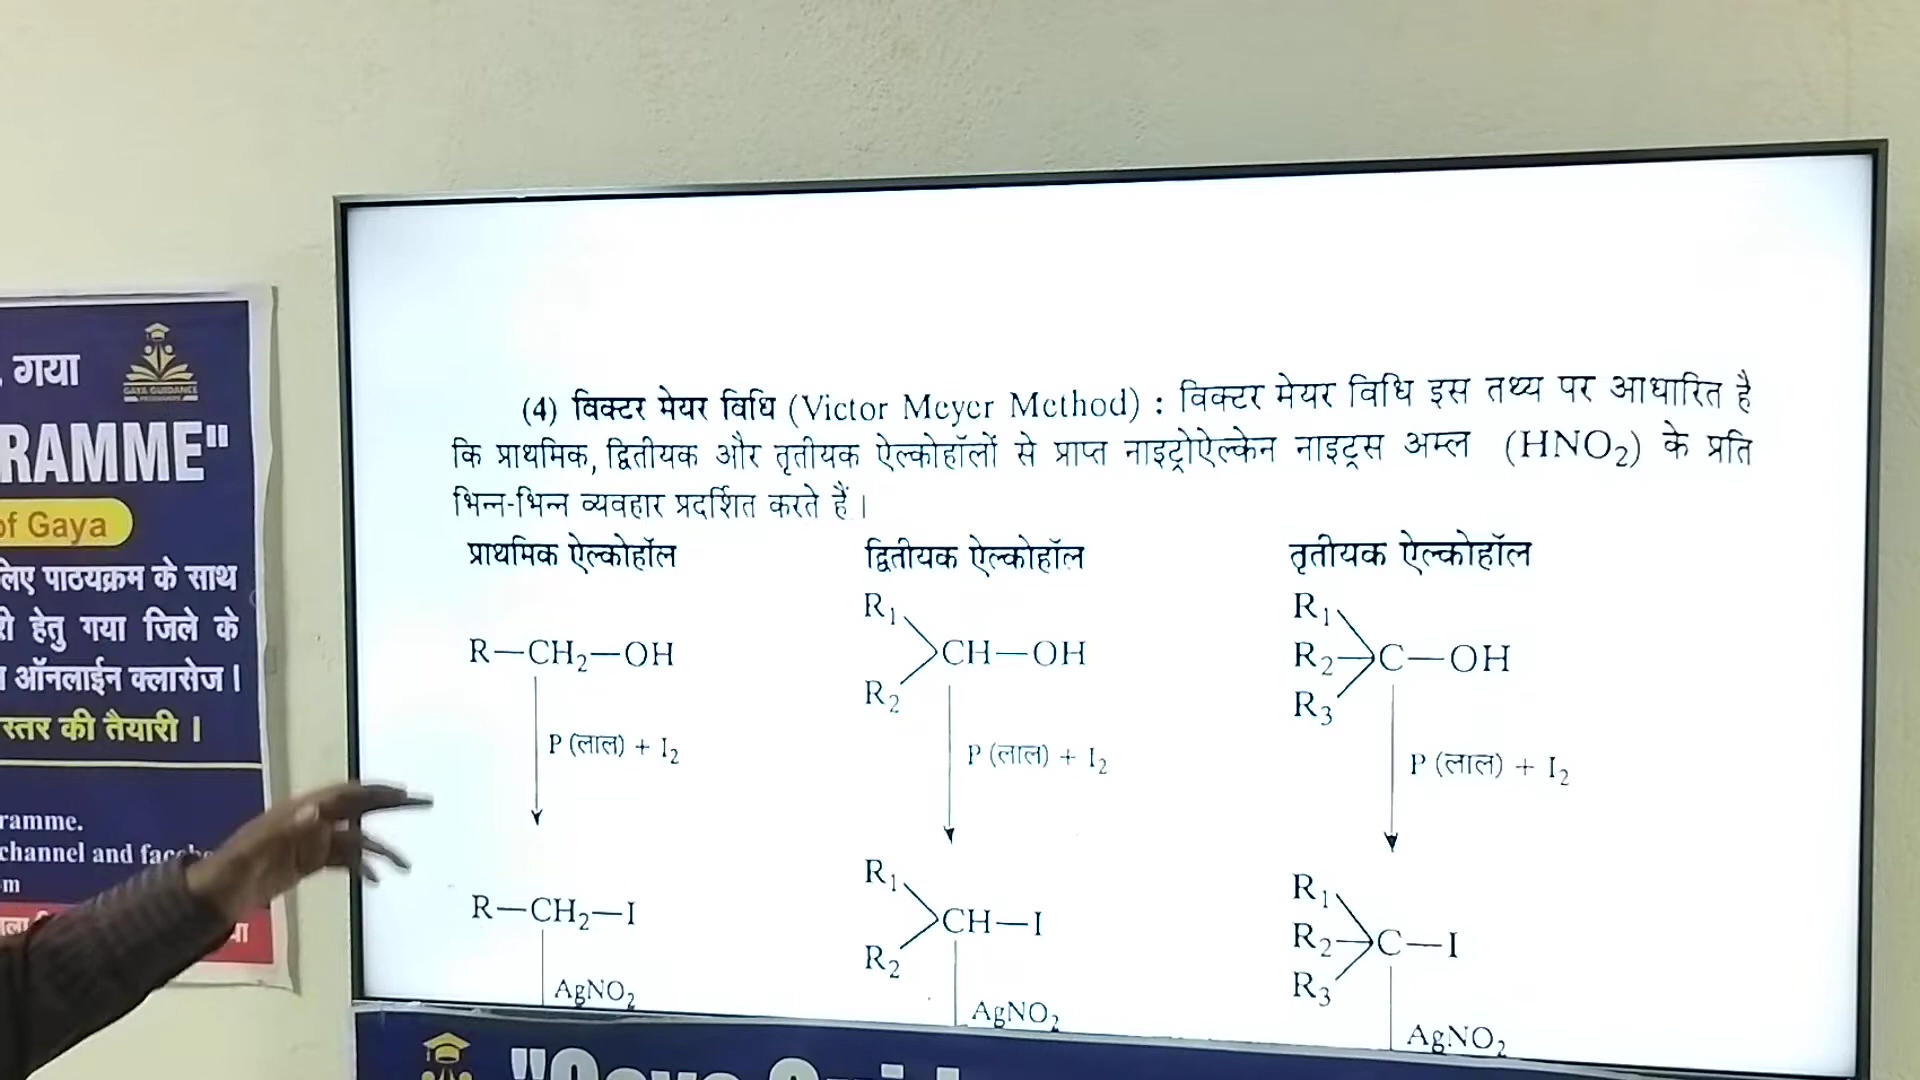 गया
GAYA GUIDANCE
RAMME"
of Gaya
लिए पाठयक्रम के साथ
री हेतु गया जिले के
ऑनलाईन क्लासेज।
स्तर की तैयारी ।
ramme.
channel and
m
(4) विक्टर मेयर विधि (Victor Meyer Method) : विक्टर मेयर विधि इस तथ्य पर आधारित है
कि प्राथमिक, द्वितीयक और तृतीयक ऐल्कोहॉलों से प्राप्त नाइट्रोऐल्केन नाइट्रस अम्ल (HNO₂) के प्रति
भिन्न-भिन्न व्यवहार प्रदर्शित करते हैं।
प्राथमिक ऐल्कोहॉल द्वितीयक ऐल्कोहॉल तृतीयक ऐल्कोहॉल
R₁ R₁
R—CH₂—OH CH—OH R₂ C—OH
R₂ R₃
P (लाल) + I₂ P (लाल) + I₂ P (लाल) + I₂
R₁ R₁
R—CH₂—I CH—I R₂ C—I
R₂ R₃
AgNO₂ AgNO₂ AgNO₂